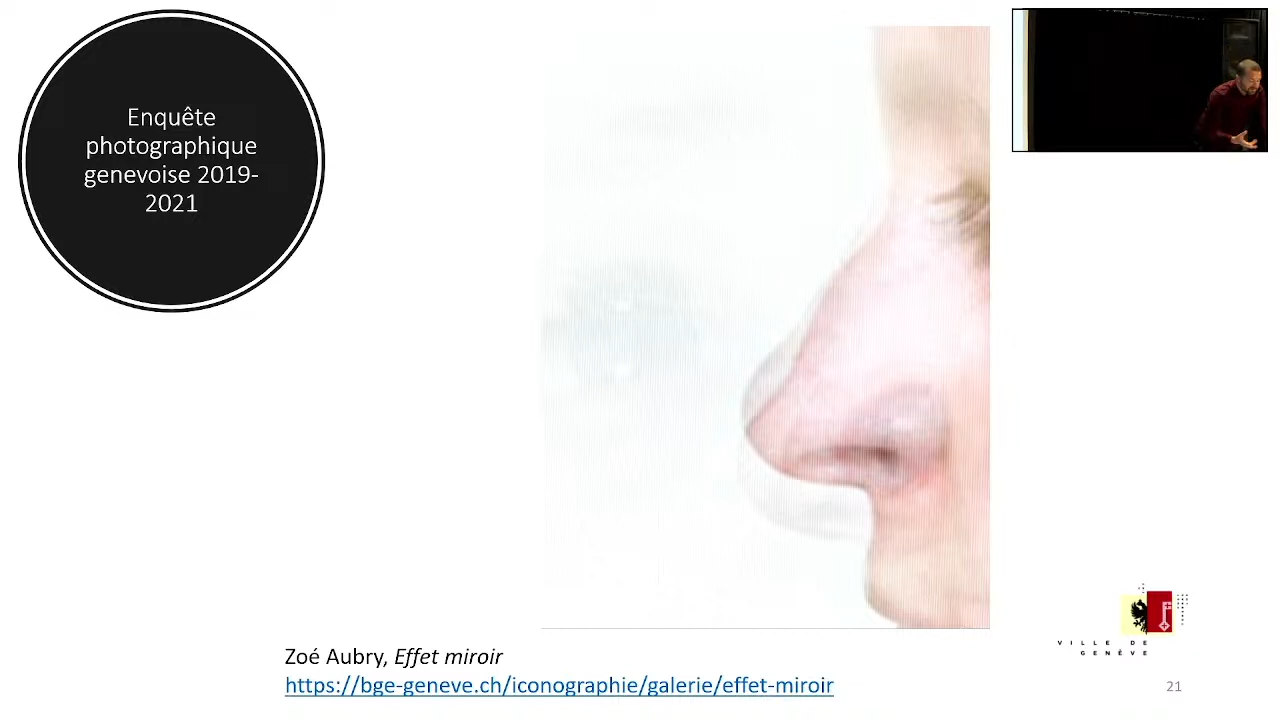 Enquête
photographique
genevoise 2019-
2021
Zoé Aubry, Effet miroir
https://bge-geneve.ch/iconographie/galerie/effet-miroir
VILLE DE
GENÈVE
21